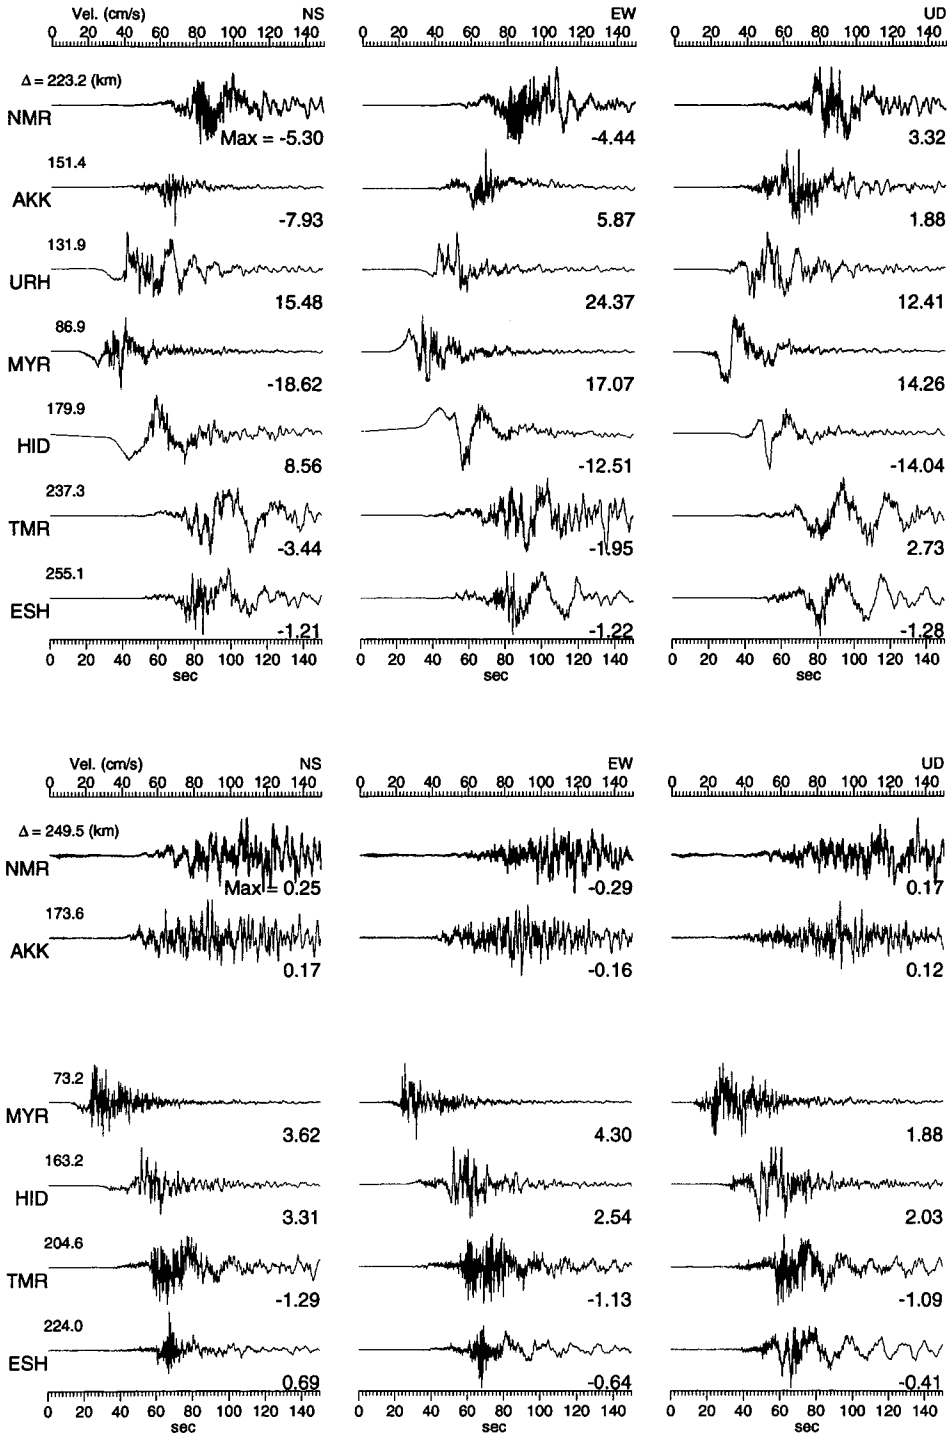 Vel. (cm/s) NS EW UD
0 20 40 60 80 100 120 140 0 20 40 60 80 100 120 140 0 20 40 60 80 100 120 140
Δ = 223.2 (km)
NMR Max = -5.30 -4.44 3.32
151.4
AKK -7.93 5.87 1.88
131.9
URH 15.48 24.37 12.41
86.9
MYR -18.62 17.07 14.26
179.9
HID 8.56 -12.51 -14.04
237.3
TMR -3.44 -1.95 2.73
255.1
ESH -1.21 -1.22 -1.28
0 20 40 60 80 100 120 140 0 20 40 60 80 100 120 140 0 20 40 60 80 100 120 140
sec sec sec
Vel. (cm/s) NS EW UD
0 20 40 60 80 100 120 140 0 20 40 60 80 100 120 140 0 20 40 60 80 100 120 140
Δ = 249.5 (km)
NMR Max = 0.25 -0.29 0.17
173.6
AKK 0.17 -0.16 0.12
73.2
MYR 3.62 4.30 1.88
163.2
HID 3.31 2.54 2.03
204.6
TMR -1.29 -1.13 -1.09
224.0
ESH 0.69 -0.64 -0.41
0 20 40 60 80 100 120 140 0 20 40 60 80 100 120 140 0 20 40 60 80 100 120 140
sec sec sec